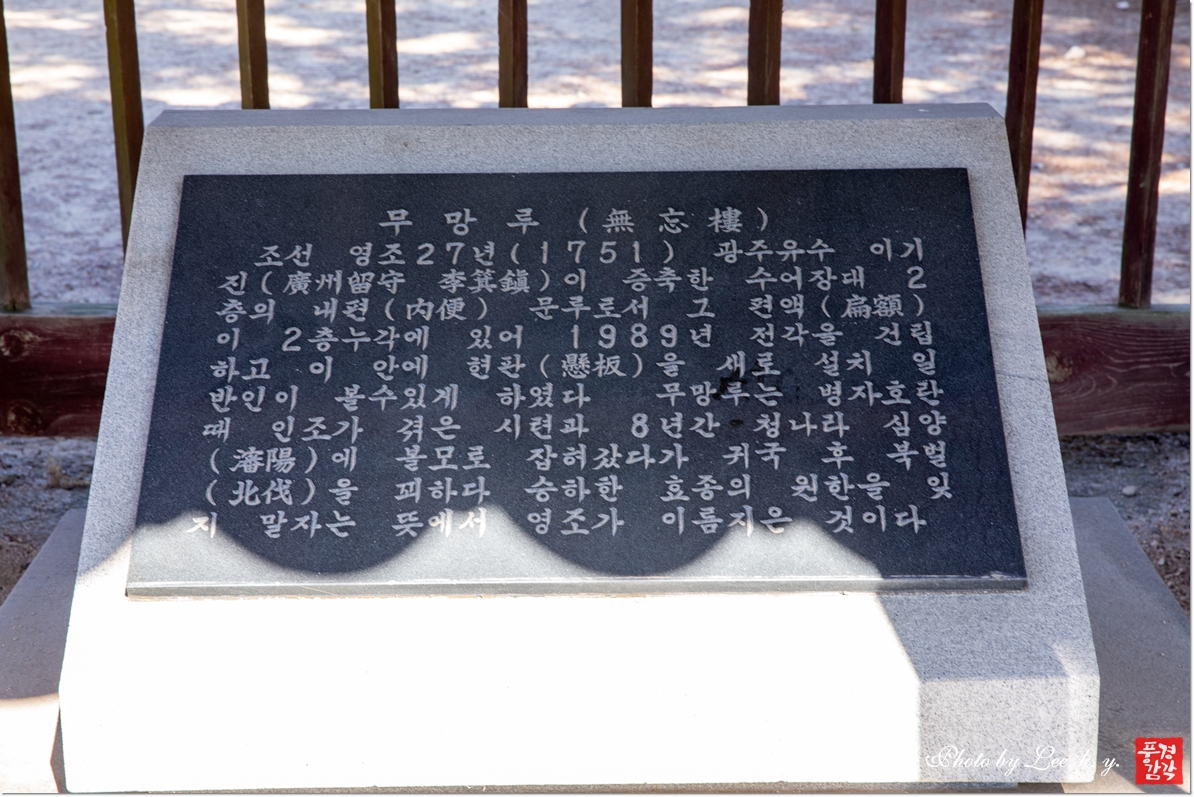 무망루(無忘樓)
조선 영조27년(1751) 광주유수 이기
진(廣州留守 李箕鎭)이 증축한 수어장대 2
층의 내편(內便) 문루로서 그 편액(扁額)
이 2층누각에 있어 1989년 전각을 건립
하고 이 안에 현판(懸板)을 새로 설치 일
반인이 볼수있게 하였다 무망루는 병자호란
때 인조가 겪은 시련과 8년간 청나라 심양
(瀋陽)에 볼모로 잡혀갔다가 귀국 후 북벌
(北伐)을 꾀하다 승하한 효종의 원한을 잊
지 말자는 뜻에서 영조가 이름지은 것이다
Photo by Lee. h. y.
풍경
감각